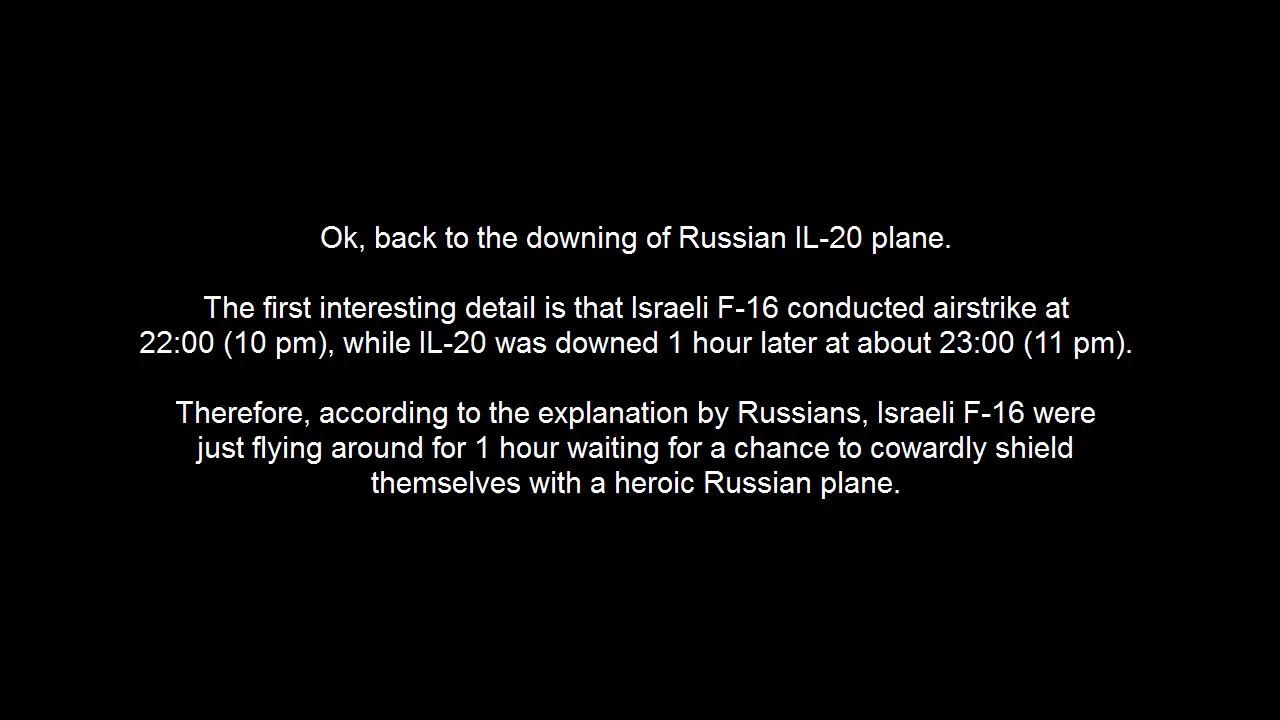 Ok, back to the downing of Russian IL-20 plane.
The first interesting detail is that Israeli F-16 conducted airstrike at
22:00 (10 pm), while IL-20 was downed 1 hour later at about 23:00 (11 pm).
Therefore, according to the explanation by Russians, Israeli F-16 were
just flying around for 1 hour waiting for a chance to cowardly shield
themselves with a heroic Russian plane.